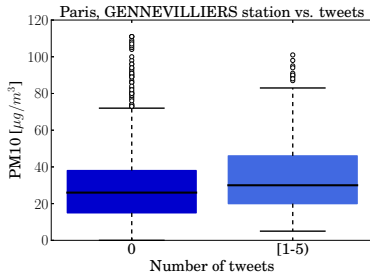 Paris, GENNEVILLIERS station vs. tweets
120
100
80
60
40
20
0
PM10 [μg/m³]
0 [1-5)
Number of tweets